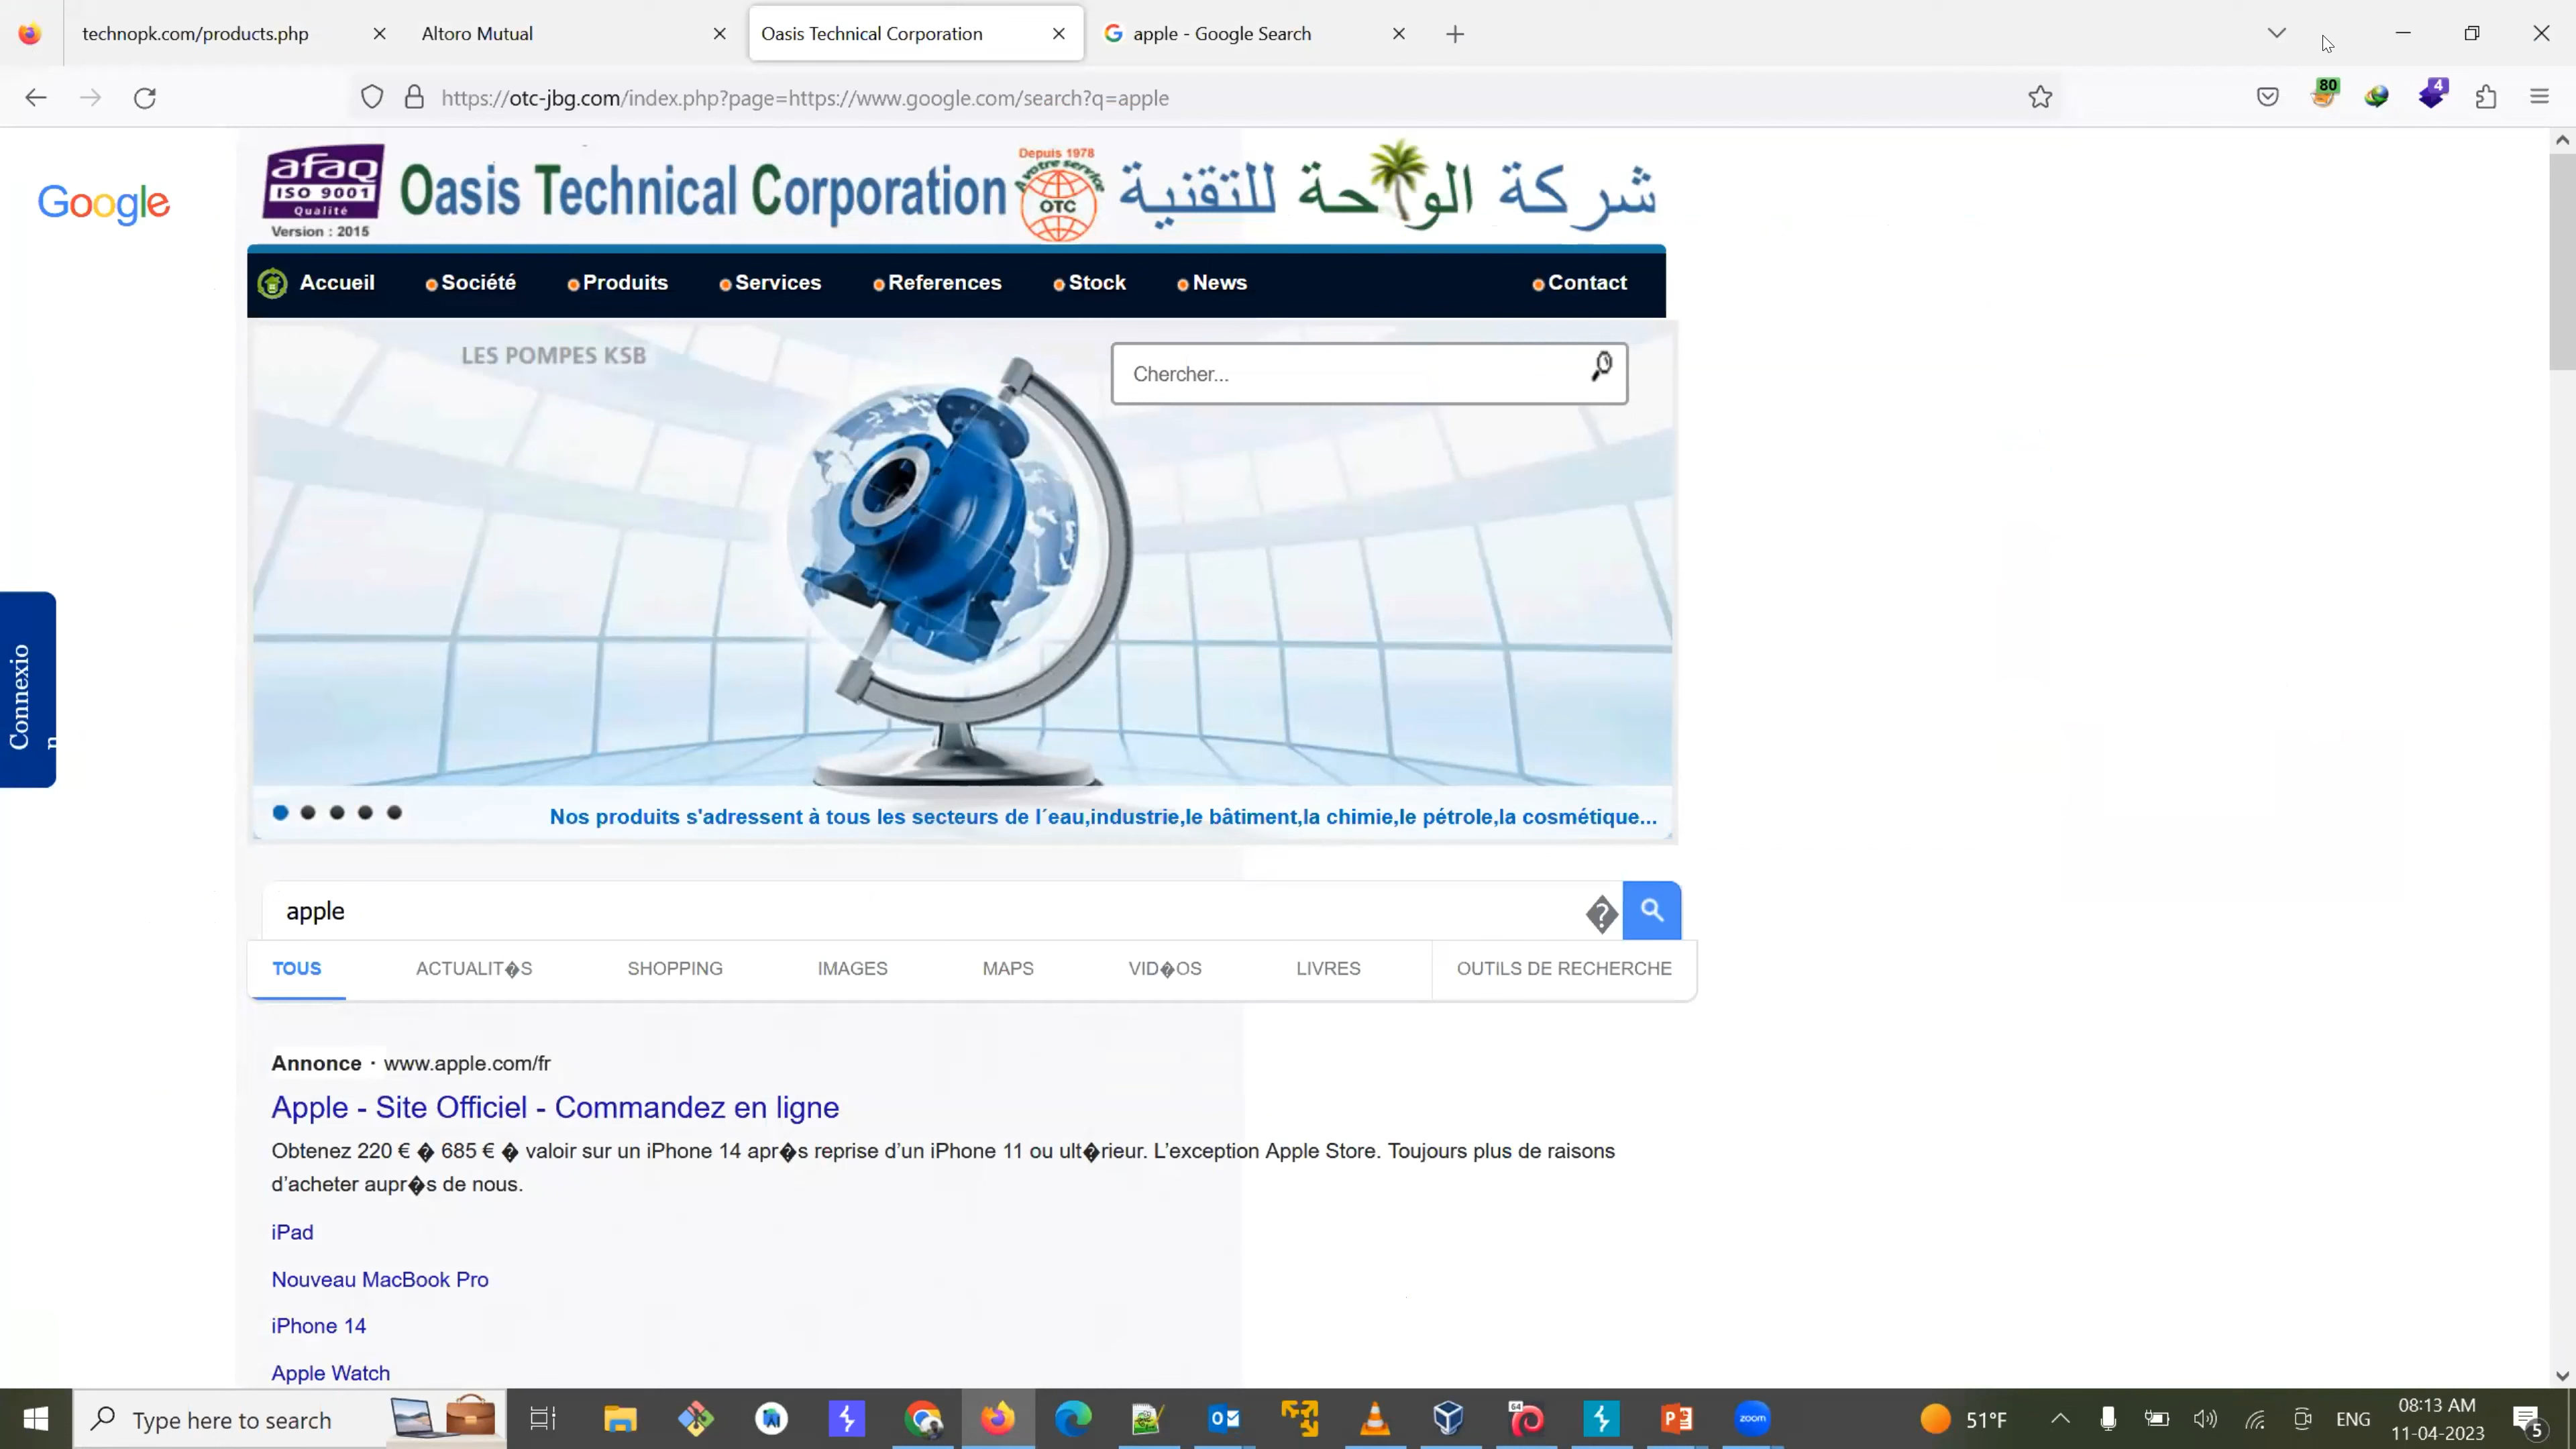 technopk.com/products.php
Altoro Mutual
Oasis Technical Corporation
apple - Google Search
https://otc-jbg.com/index.php?page=https://www.google.com/search?q=apple
80
4
Google
afaq
ISO 9001
Qualité
Version : 2015
Oasis Technical Corporation
Depuis 1978
A votre service
OTC
شركة الواحة للتقنية
Accueil
Société
Produits
Services
References
Stock
News
Contact
LES POMPES KSB
Chercher...
Connexio
n
Nos produits s'adressent à tous les secteurs de l´eau,industrie,le bâtiment,la chimie,le pétrole,la cosmétique...
apple
�
TOUS
ACTUALIT�S
SHOPPING
IMAGES
MAPS
VID�OS
LIVRES
OUTILS DE RECHERCHE
Annonce · www.apple.com/fr
Apple - Site Officiel - Commandez en ligne
Obtenez 220 € � 685 € � valoir sur un iPhone 14 apr�s reprise d’un iPhone 11 ou ult�rieur. L’exception Apple Store. Toujours plus de raisons
d’acheter aupr�s de nous.
iPad
Nouveau MacBook Pro
iPhone 14
Apple Watch
Type here to search
64
zoom
51°F
ENG
08:13 AM
11-04-2023
5